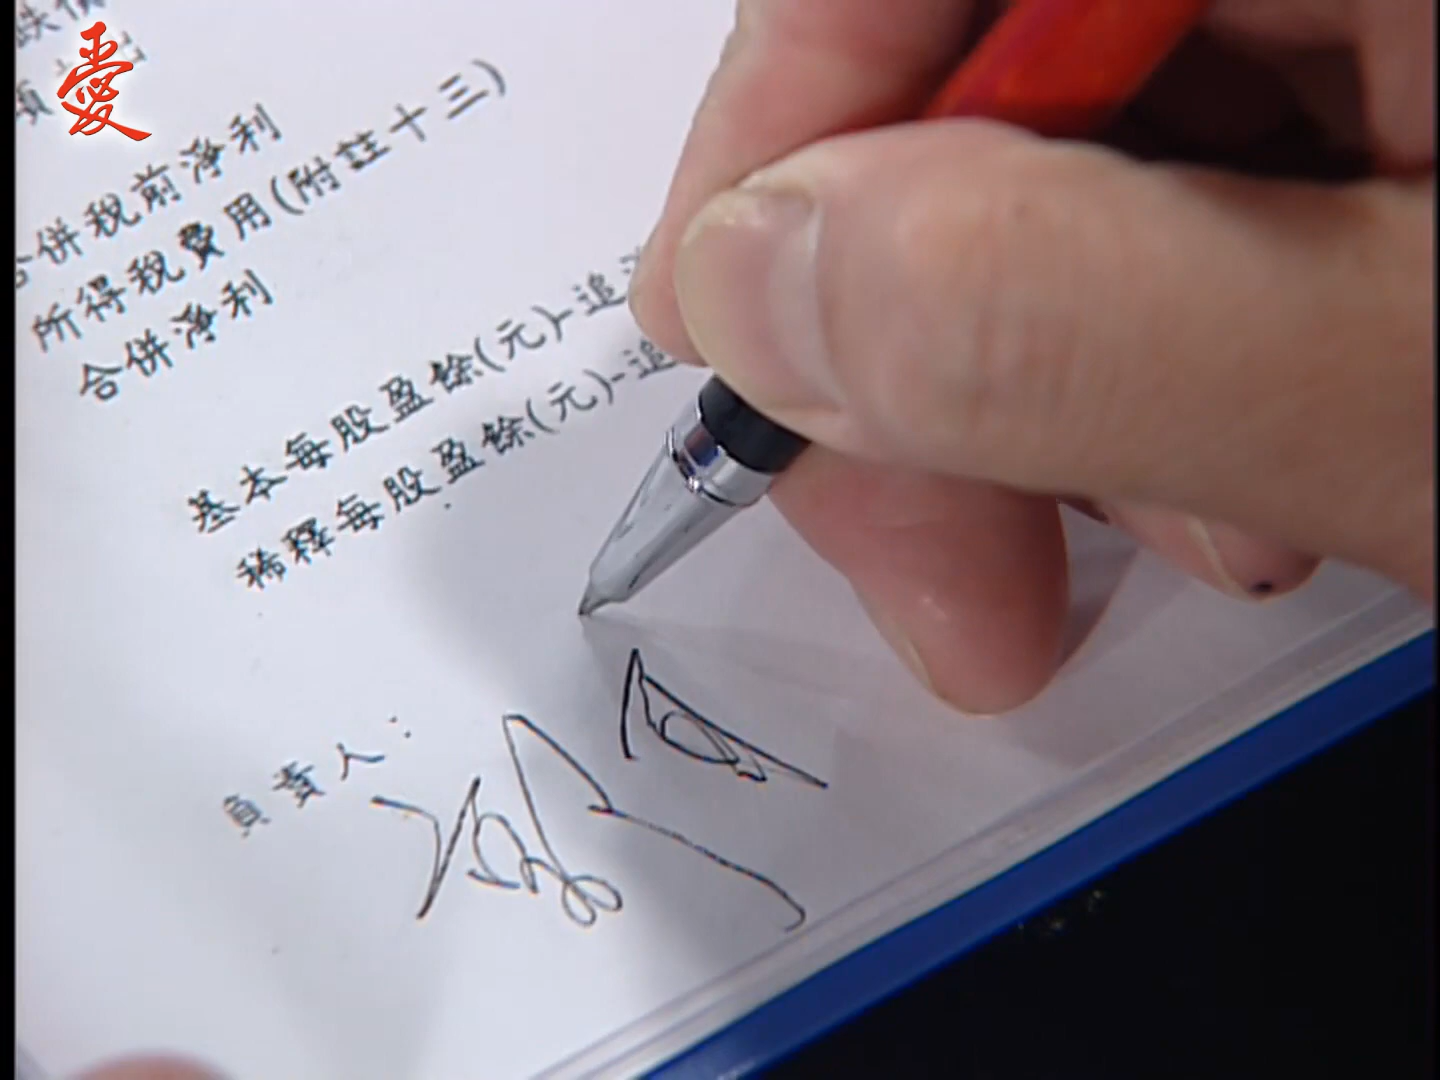 愛
合併稅前淨利
所得稅費用(附註十三)
合併淨利
基本每股盈餘(元)-追
稀釋每股盈餘(元)-追
負責人：